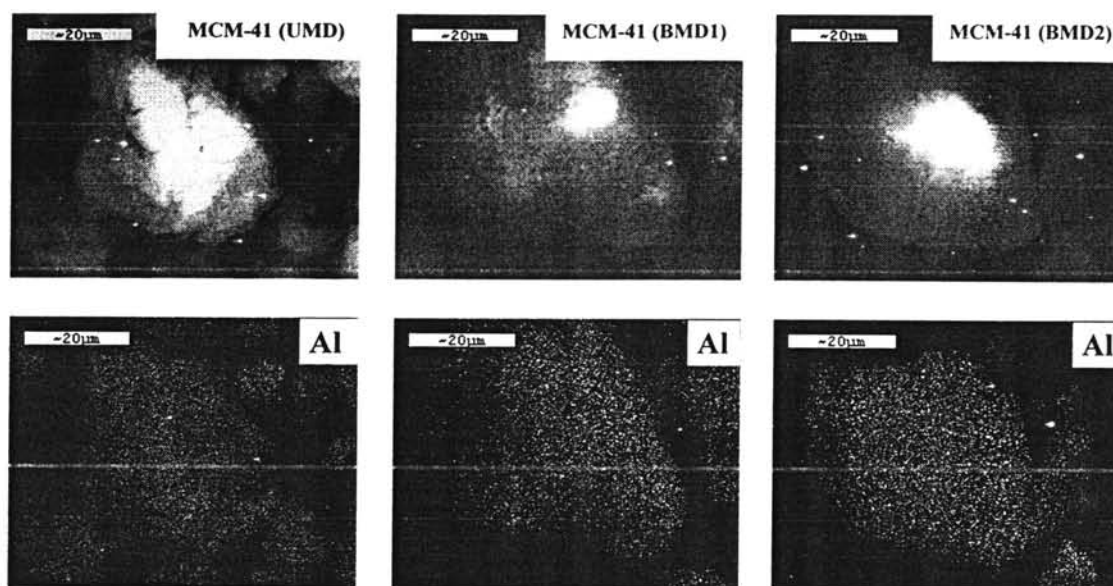 ~20µm
MCM-41 (UMD)
~20µm
MCM-41 (BMD1)
~20µm
MCM-41 (BMD2)
~20µm
Al
~20µm
Al
~20µm
Al